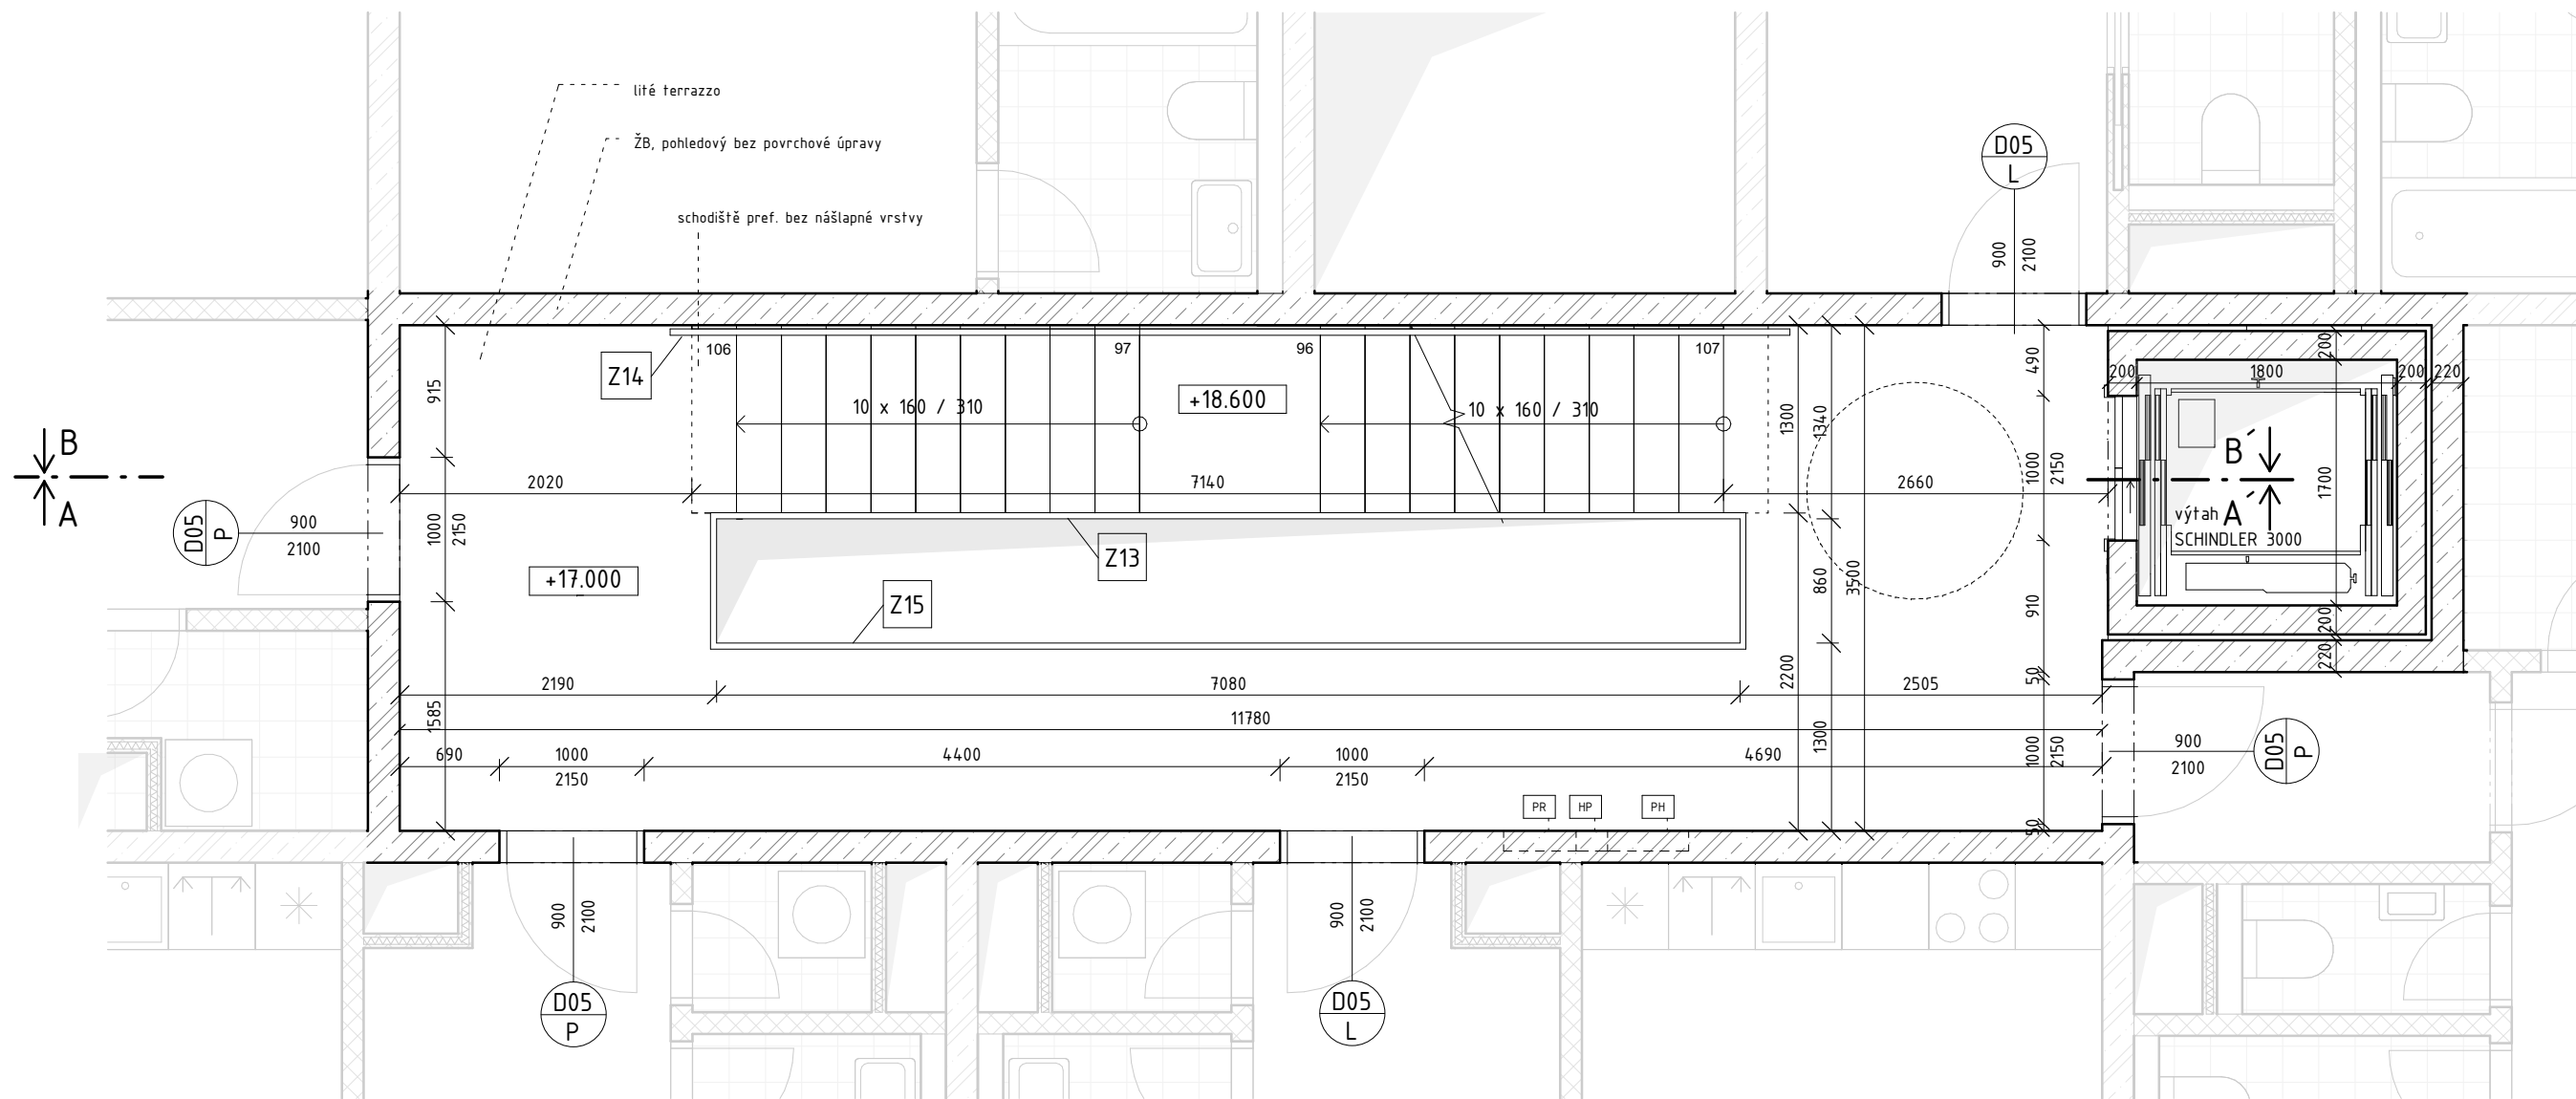 lité terrazzo
ŽB, pohledový bez povrchové úpravy
schodiště pref. bez nášlapné vrstvy
D05
L
900
2100
106
97
96
107
Z14
+18.600
10 x 160 / 310
10 x 160 / 310
915
1300
1340
490
200
200
1800
200
220
B
A
B´
A´
2020
7140
2660
1000
2150
1700
výtah
SCHINDLER 3000
D05
P
900
2100
1000
2150
+17.000
Z13
Z15
860
3500
910
200
220
50
2190
7080
2505
2200
1585
11780
690
1000
2150
4400
1000
2150
4690
1300
1000
2150
50
900
2100
D05
P
PR
HP
PH
900
2100
D05
P
900
2100
D05
L